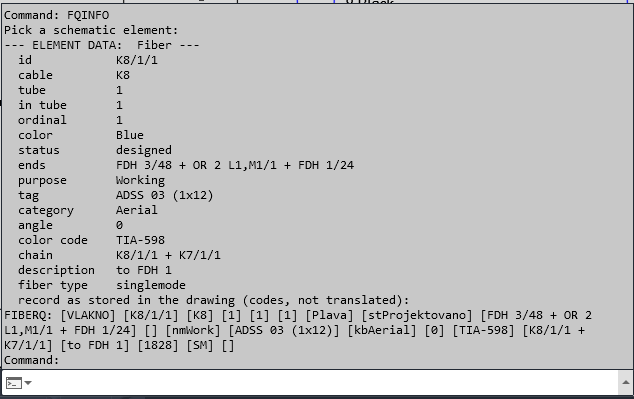 Command: FQINFO
Pick a schematic element:
--- ELEMENT DATA:  Fiber ---
  id           K8/1/1
  cable        K8
  tube         1
  in tube      1
  ordinal      1
  color        Blue
  status       designed
  ends         FDH 3/48 + OR 2 L1,M1/1 + FDH 1/24
  purpose      Working
  tag          ADSS 03 (1x12)
  category     Aerial
  angle        0
  color code   TIA-598
  chain        K8/1/1 + K7/1/1
  description  to FDH 1
  fiber type   singlemode
  record as stored in the drawing (codes, not translated):
FIBERQ: [VLAKNO] [K8/1/1] [K8] [1] [1] [1] [Plava] [stProjektovano] [FDH 3/48 + OR 2
L1,M1/1 + FDH 1/24] [] [nmWork] [ADSS 03 (1x12)] [kbAerial] [0] [TIA-598] [K8/1/1 +
K7/1/1] [to FDH 1] [1828] [SM] []
Command: